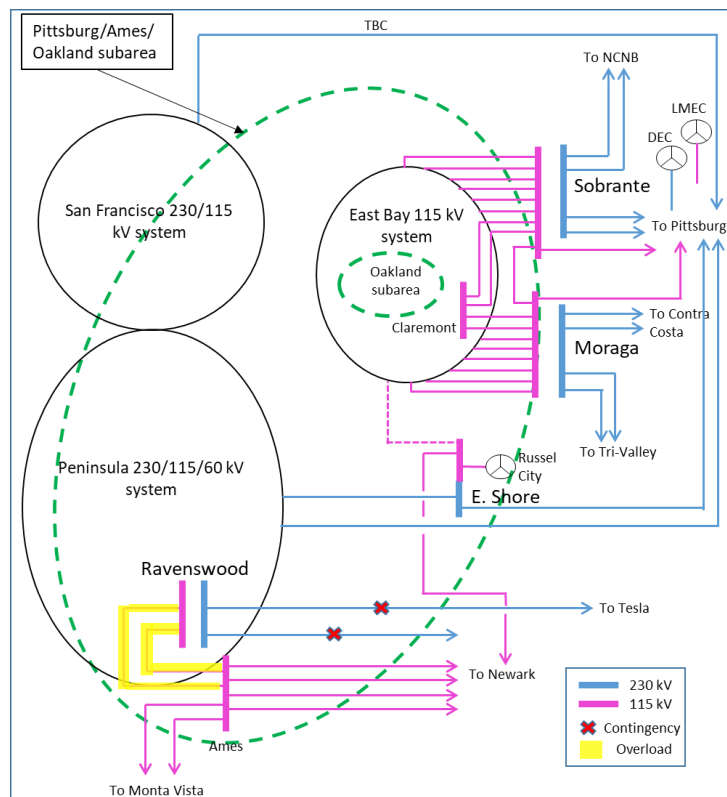 Pittsburg/Ames/
Oakland subarea
TBC
To NCNB
LMEC
DEC
Sobrante
San Francisco 230/115
kV system
East Bay 115 kV
system
To Pittsburg
Oakland
subarea
Claremont
To Contra
Costa
Moraga
To Tri-Valley
Russel
City
Peninsula 230/115/60 kV
system
E. Shore
Ravenswood
To Tesla
To Newark
Ames
To Monta Vista
230 kV
115 kV
Contingency
Overload